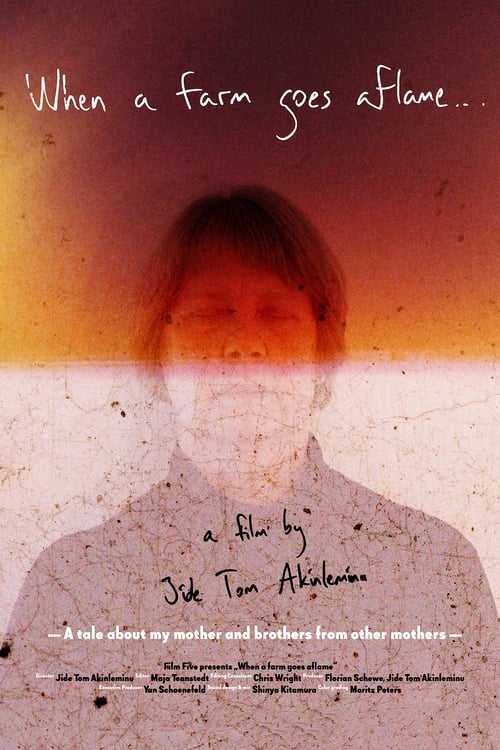 When a farm goes aflame...
a film by
Jide Tom Akinleminu
— A tale about my mother and brothers from other mothers —
Film Five presents „When a farm goes aflame"
Director Jide Tom Akinleminu Editor Maja Tennstedt Editing Consultant Chris Wright Producer Florian Schewe, Jide Tom Akinleminu
Executive Producer Yan Schoenefeld Sound design & mix Shinya Kitamura Color grading Moritz Peters